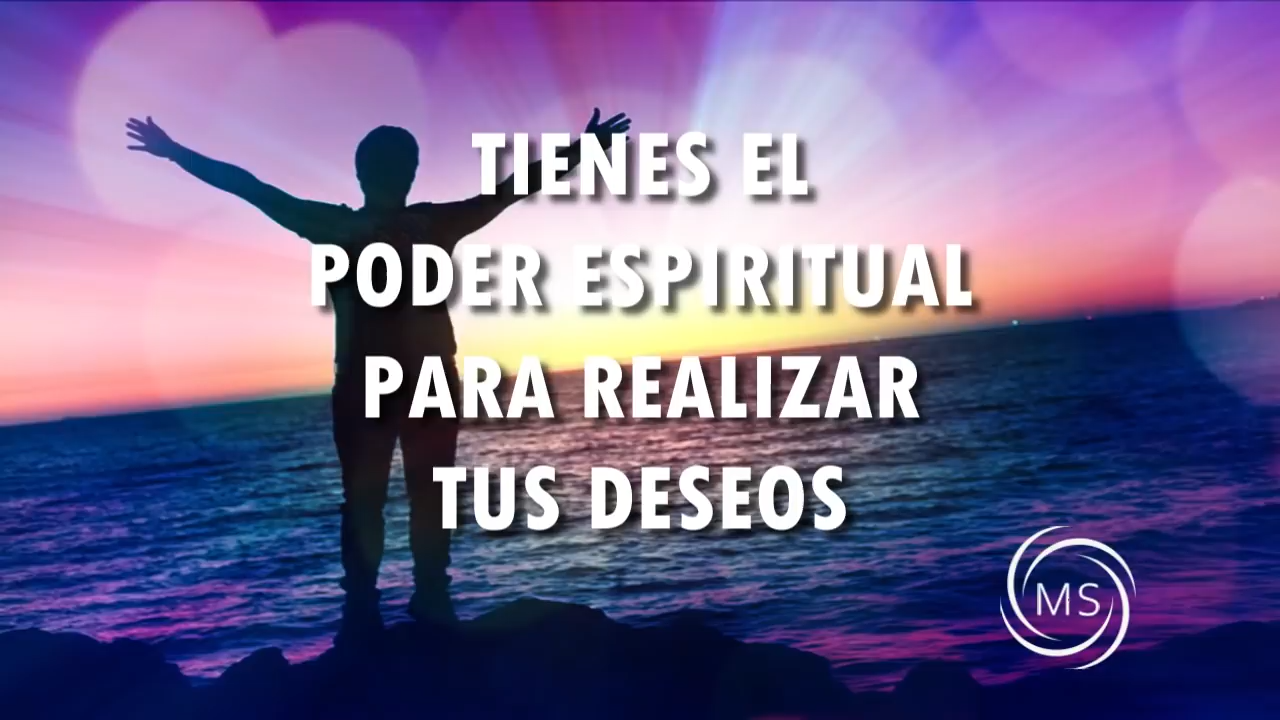 TIENES EL
PODER ESPIRITUAL
PARA REALIZAR
TUS DESEOS
MS